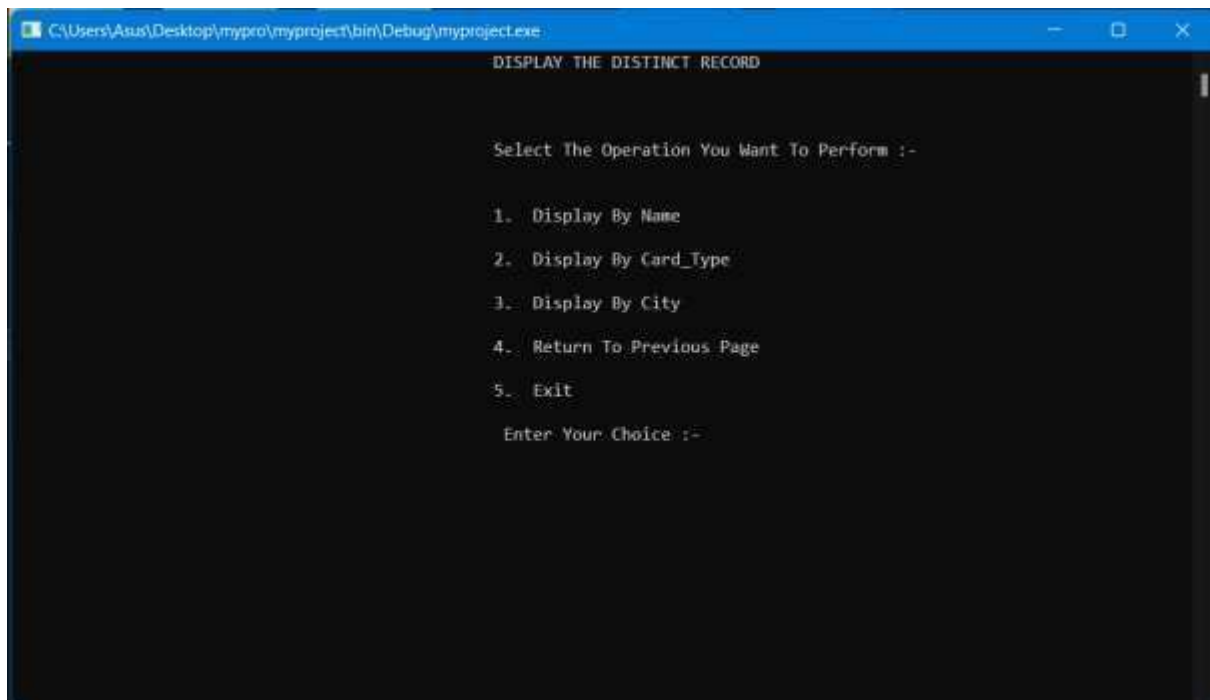 C:\Users\Asus\Desktop\mypro\myproject\bin\Debug\myproject.exe
DISPLAY THE DISTINCT RECORD
Select The Operation You Want To Perform :-
1. Display By Name
2. Display By Card_Type
3. Display By City
4. Return To Previous Page
5. Exit
Enter Your Choice :-